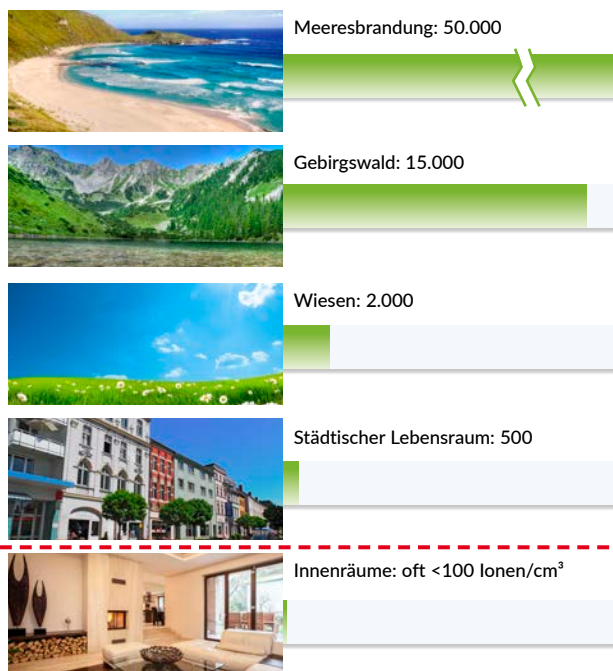 Meeresbrandung: 50.000
Gebirgswald: 15.000
Wiesen: 2.000
Städtischer Lebensraum: 500
Innenräume: oft <100 Ionen/cm³